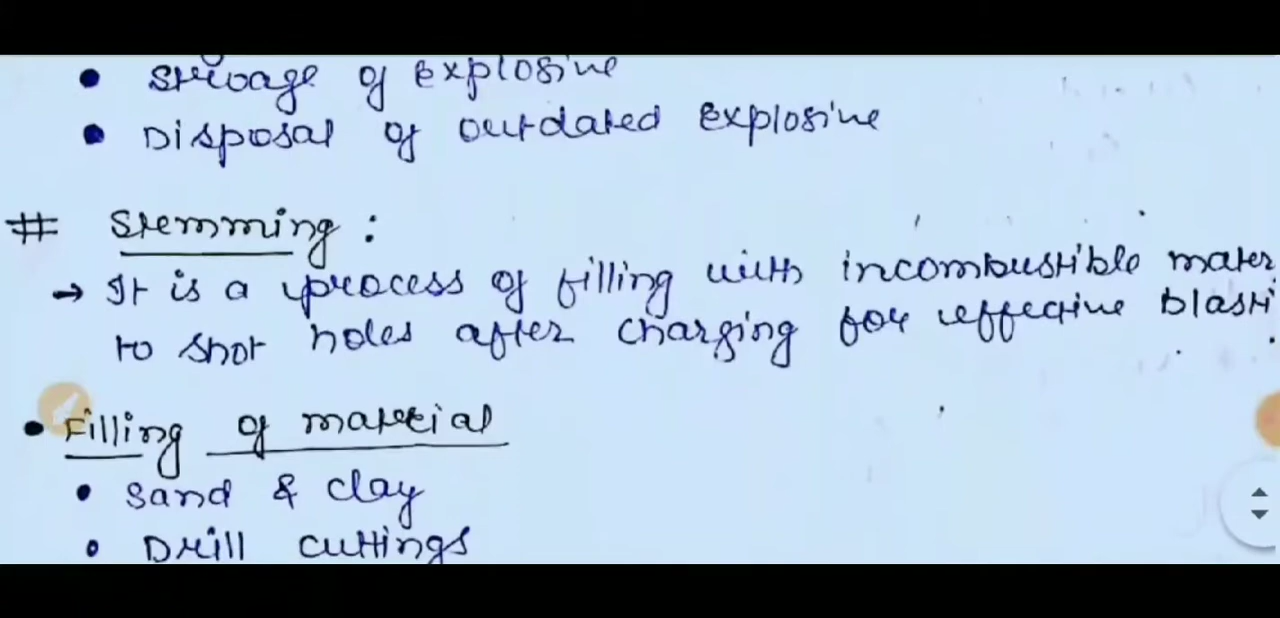 • Storage of explosive
• Disposal of outdated explosive
# Stemming :
→ It is a process of filling with incombustible mater
to shot holes after charging for effective blasti
• Filling of material
• Sand & clay
• Drill cuttings